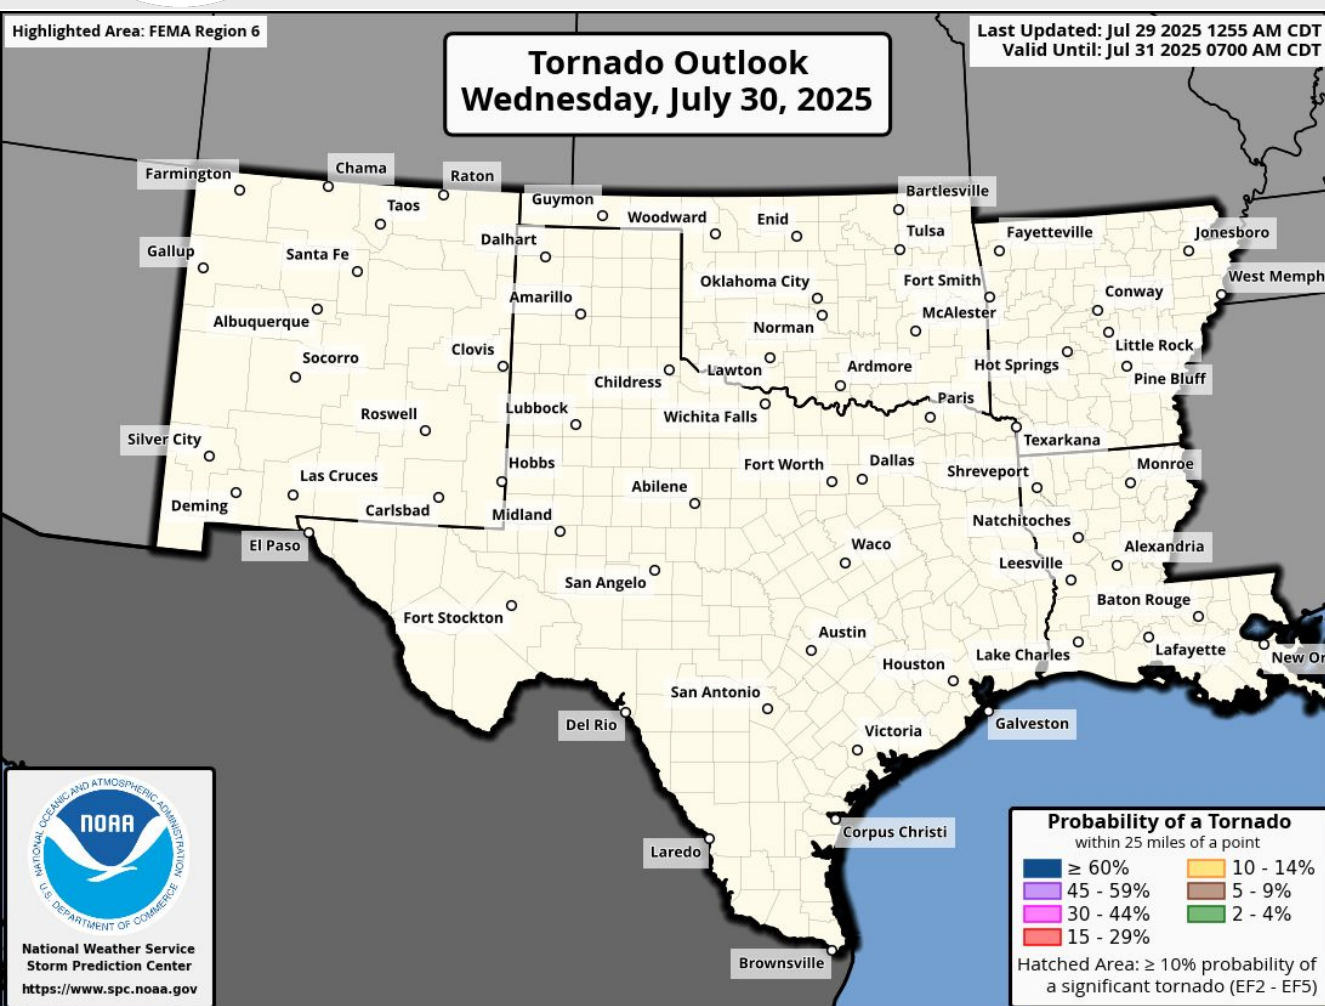 Highlighted Area: FEMA Region 6
Last Updated: Jul 29 2025 1255 AM CDT
Valid Until: Jul 31 2025 0700 AM CDT
Tornado Outlook
Wednesday, July 30, 2025
Farmington
Chama
Raton
Taos
Guymon
Woodward
Enid
Bartlesville
Tulsa
Fayetteville
Jonesboro
Gallup
Santa Fe
Dalhart
Oklahoma City
Fort Smith
Conway
West Memph
Albuquerque
Amarillo
Norman
McAlester
Little Rock
Socorro
Clovis
Childress
Lawton
Ardmore
Hot Springs
Pine Bluff
Roswell
Lubbock
Wichita Falls
Paris
Texarkana
Silver City
Las Cruces
Hobbs
Fort Worth
Dallas
Shreveport
Monroe
Deming
Carlsbad
Midland
Abilene
Natchitoches
El Paso
San Angelo
Waco
Leesville
Alexandria
Fort Stockton
Austin
Baton Rouge
Houston
Lake Charles
Lafayette
New Or
Del Rio
San Antonio
Victoria
Galveston
Laredo
Corpus Christi
Brownsville
NATIONAL OCEANIC AND ATMOSPHERIC ADMINISTRATION
NOAA
U.S. DEPARTMENT OF COMMERCE
National Weather Service
Storm Prediction Center
https://www.spc.noaa.gov
Probability of a Tornado
within 25 miles of a point
≥ 60%
10 - 14%
45 - 59%
5 - 9%
30 - 44%
2 - 4%
15 - 29%
Hatched Area: ≥ 10% probability of
a significant tornado (EF2 - EF5)